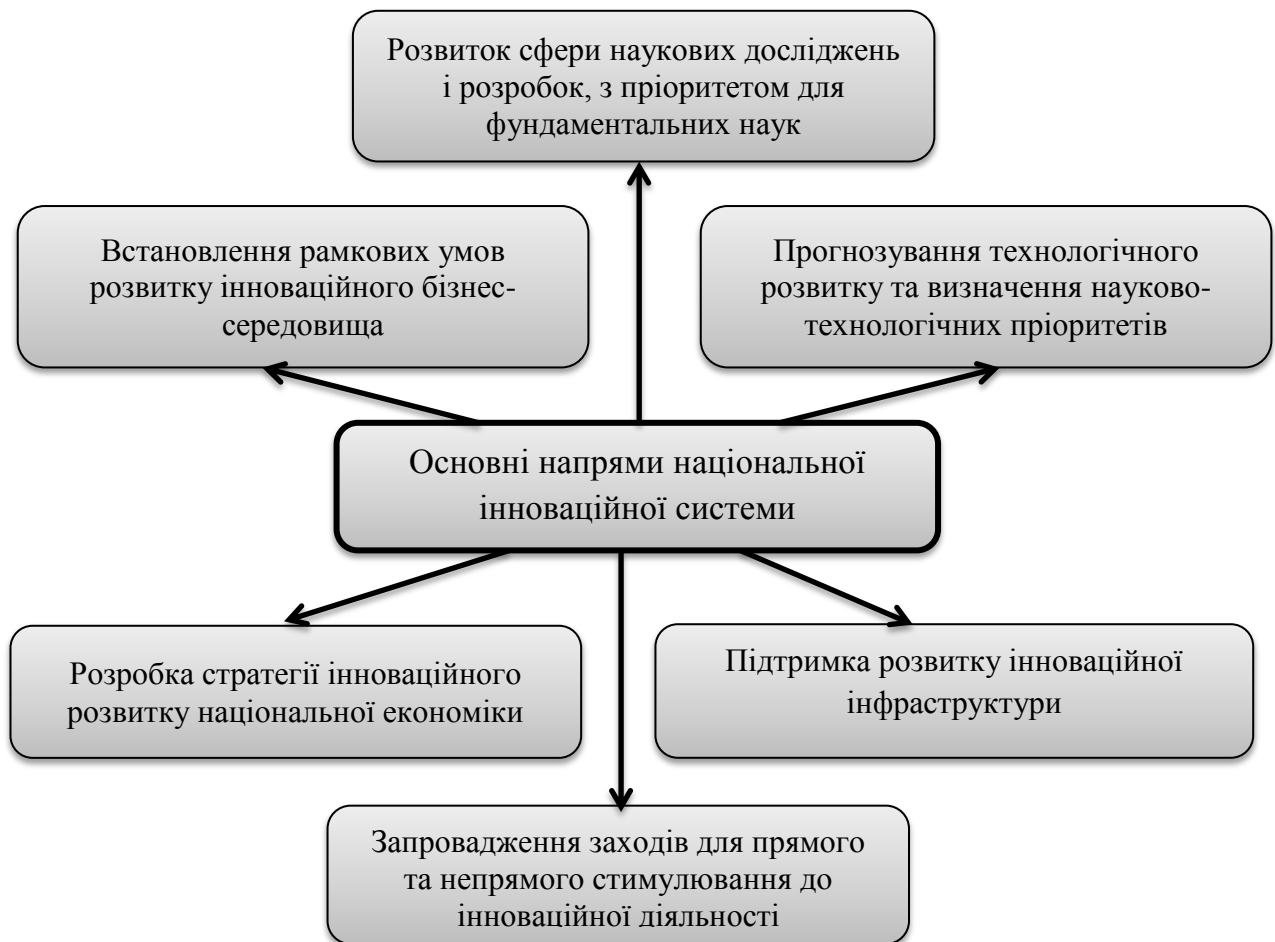 Розвиток сфери наукових досліджень
і розробок, з пріоритетом для
фундаментальних наук
Встановлення рамкових умов
розвитку інноваційного бізнес-
середовища
Прогнозування технологічного
розвитку та визначення науково-
технологічних пріоритетів
Основні напрями національної
інноваційної системи
Розробка стратегії інноваційного
розвитку національної економіки
Підтримка розвитку інноваційної
інфраструктури
Запровадження заходів для прямого
та непрямого стимулювання до
інноваційної діяльності